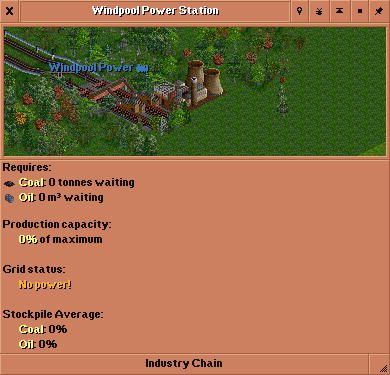 Windpool Power Station
Windpool Power
Requires:
Coal: 0 tonnes waiting
Oil: 0 m³ waiting
Production capacity:
0% of maximum
Grid status:
No power!
Stockpile Average:
Coal: 0%
Oil: 0%
Industry Chain